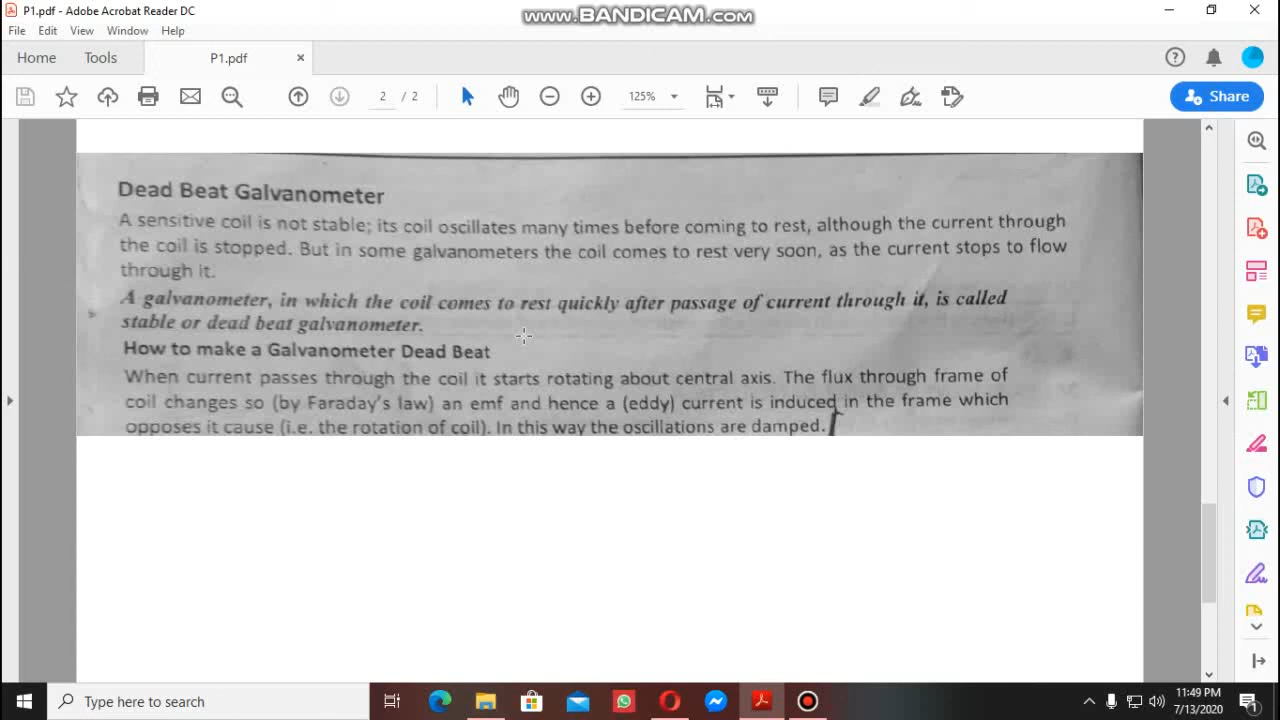 P1.pdf - Adobe Acrobat Reader DC
www.BANDICAM.com
File Edit View Window Help
Home Tools P1.pdf ×
2 / 2 125% Share
Dead Beat Galvanometer
A sensitive coil is not stable; its coil oscillates many times before coming to rest, although the current through
the coil is stopped. But in some galvanometers the coil comes to rest very soon, as the current stops to flow
through it.
A galvanometer, in which the coil comes to rest quickly after passage of current through it, is called
stable or dead beat galvanometer.
How to make a Galvanometer Dead Beat
When current passes through the coil it starts rotating about central axis. The flux through frame of
coil changes so (by Faraday's law) an emf and hence a (eddy) current is induced in the frame which
opposes it cause (i.e. the rotation of coil). In this way the oscillations are damped.
Type here to search
11:49 PM
7/13/2020
1